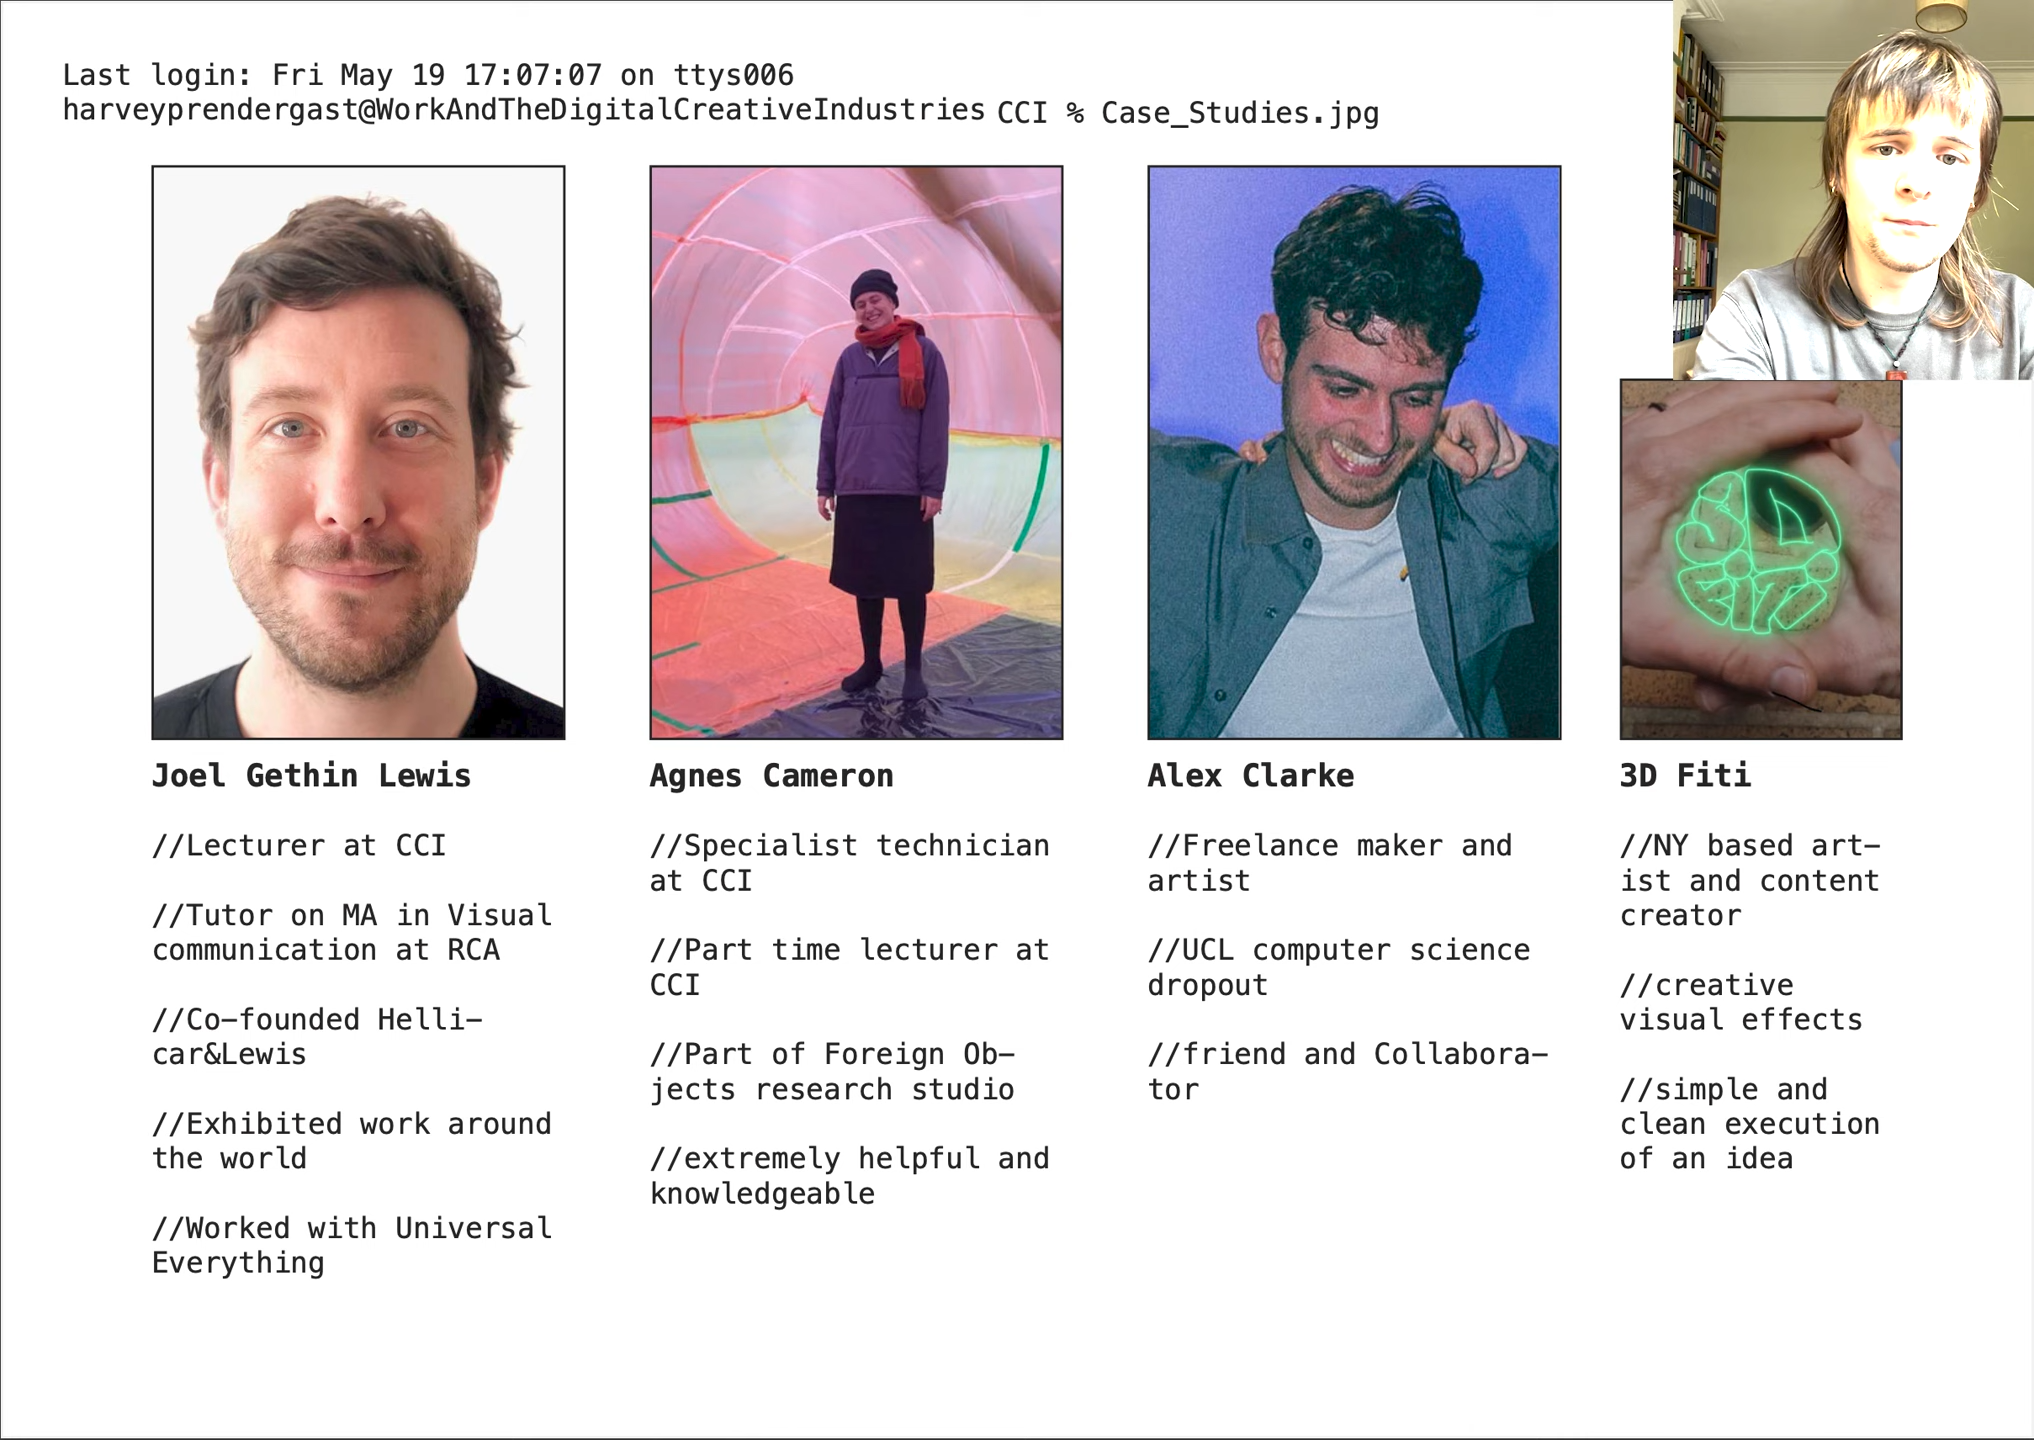 Last login: Fri May 19 17:07:07 on ttys006
harveyprendergast@WorkAndTheDigitalCreativeIndustries CCI % Case_Studies.jpg
Joel Gethin Lewis
//Lecturer at CCI
//Tutor on MA in Visual
communication at RCA
//Co-founded Helli-
car&Lewis
//Exhibited work around
the world
//Worked with Universal
Everything
Agnes Cameron
//Specialist technician
at CCI
//Part time lecturer at
CCI
//Part of Foreign Ob-
jects research studio
//extremely helpful and
knowledgeable
Alex Clarke
//Freelance maker and
artist
//UCL computer science
dropout
//friend and Collabora-
tor
3D Fiti
//NY based art-
ist and content
creator
//creative
visual effects
//simple and
clean execution
of an idea